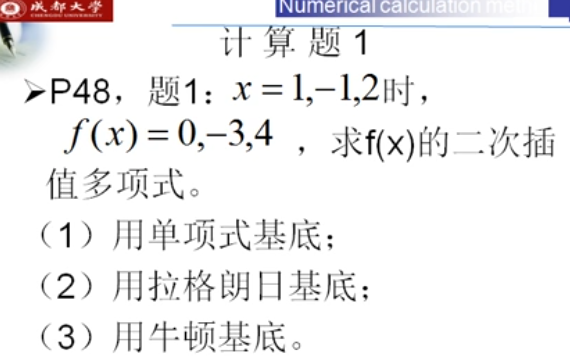 成都大学
CHENGDU UNIVERSITY
Numerical calculation
计算题1
➢P48，题1：x = 1,−1,2时，
f(x) = 0,−3,4 ，求f(x)的二次插
值多项式。
（1）用单项式基底；
（2）用拉格朗日基底；
（3）用牛顿基底。